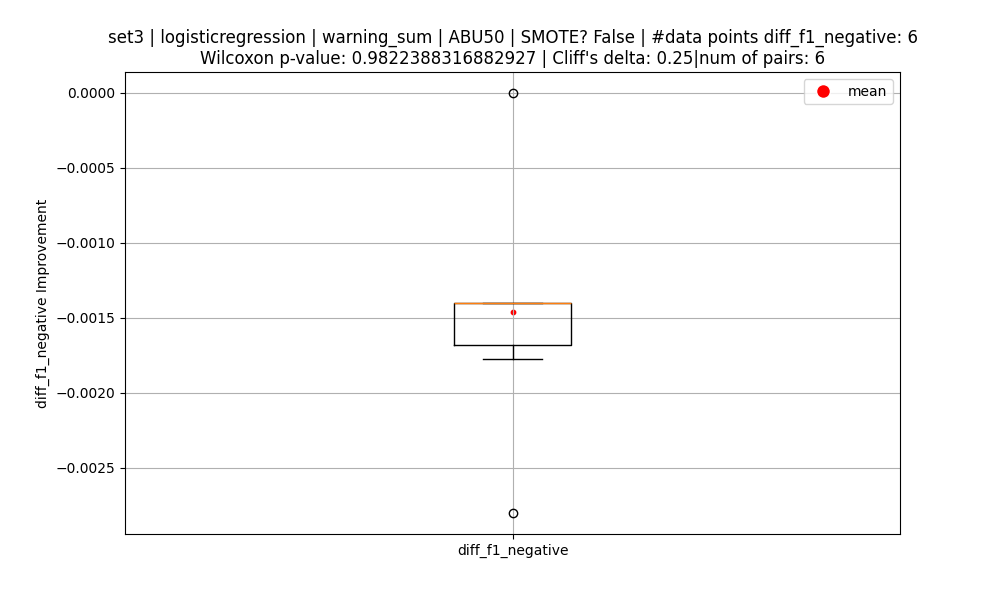 set3 | logisticregression | warning_sum | ABU50 | SMOTE? False | #data points diff_f1_negative: 6
Wilcoxon p-value: 0.9822388316882927 | Cliff's delta: 0.25|num of pairs: 6
mean
0.0000
−0.0005
−0.0010
−0.0015
−0.0020
−0.0025
diff_f1_negative Improvement
diff_f1_negative